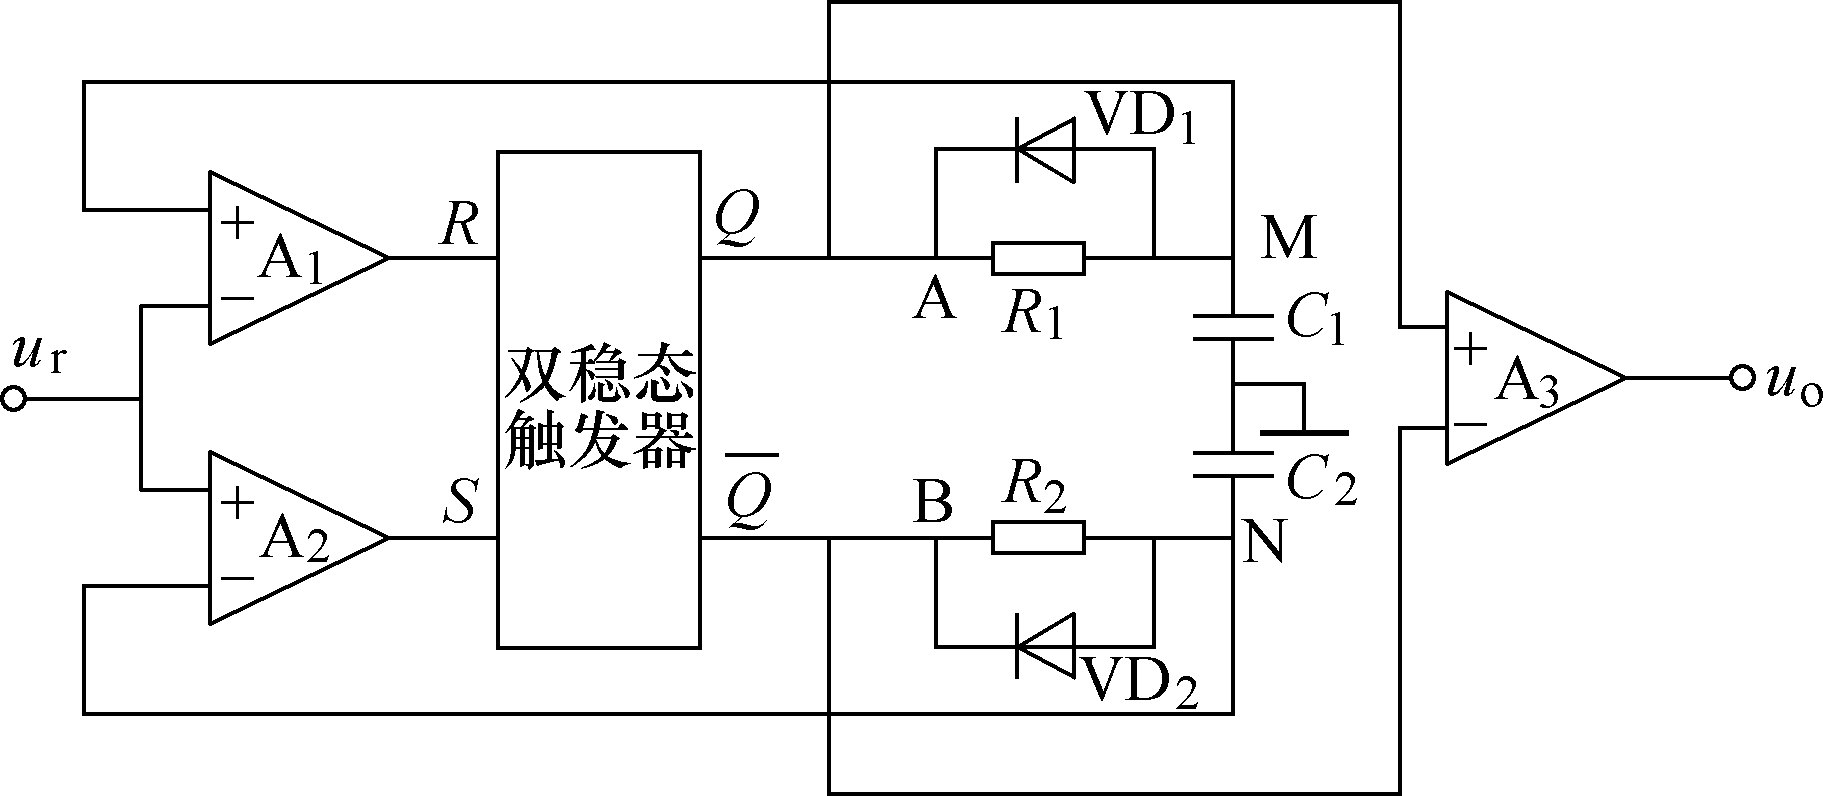 VD₁
R
Q
M
+
A₁
−
A
R₁
C₁
uᵣ
双稳态
触发器
+
A₃
−
uₒ
+
A₂
−
S
Q̅
B
R₂
C₂
N
VD₂